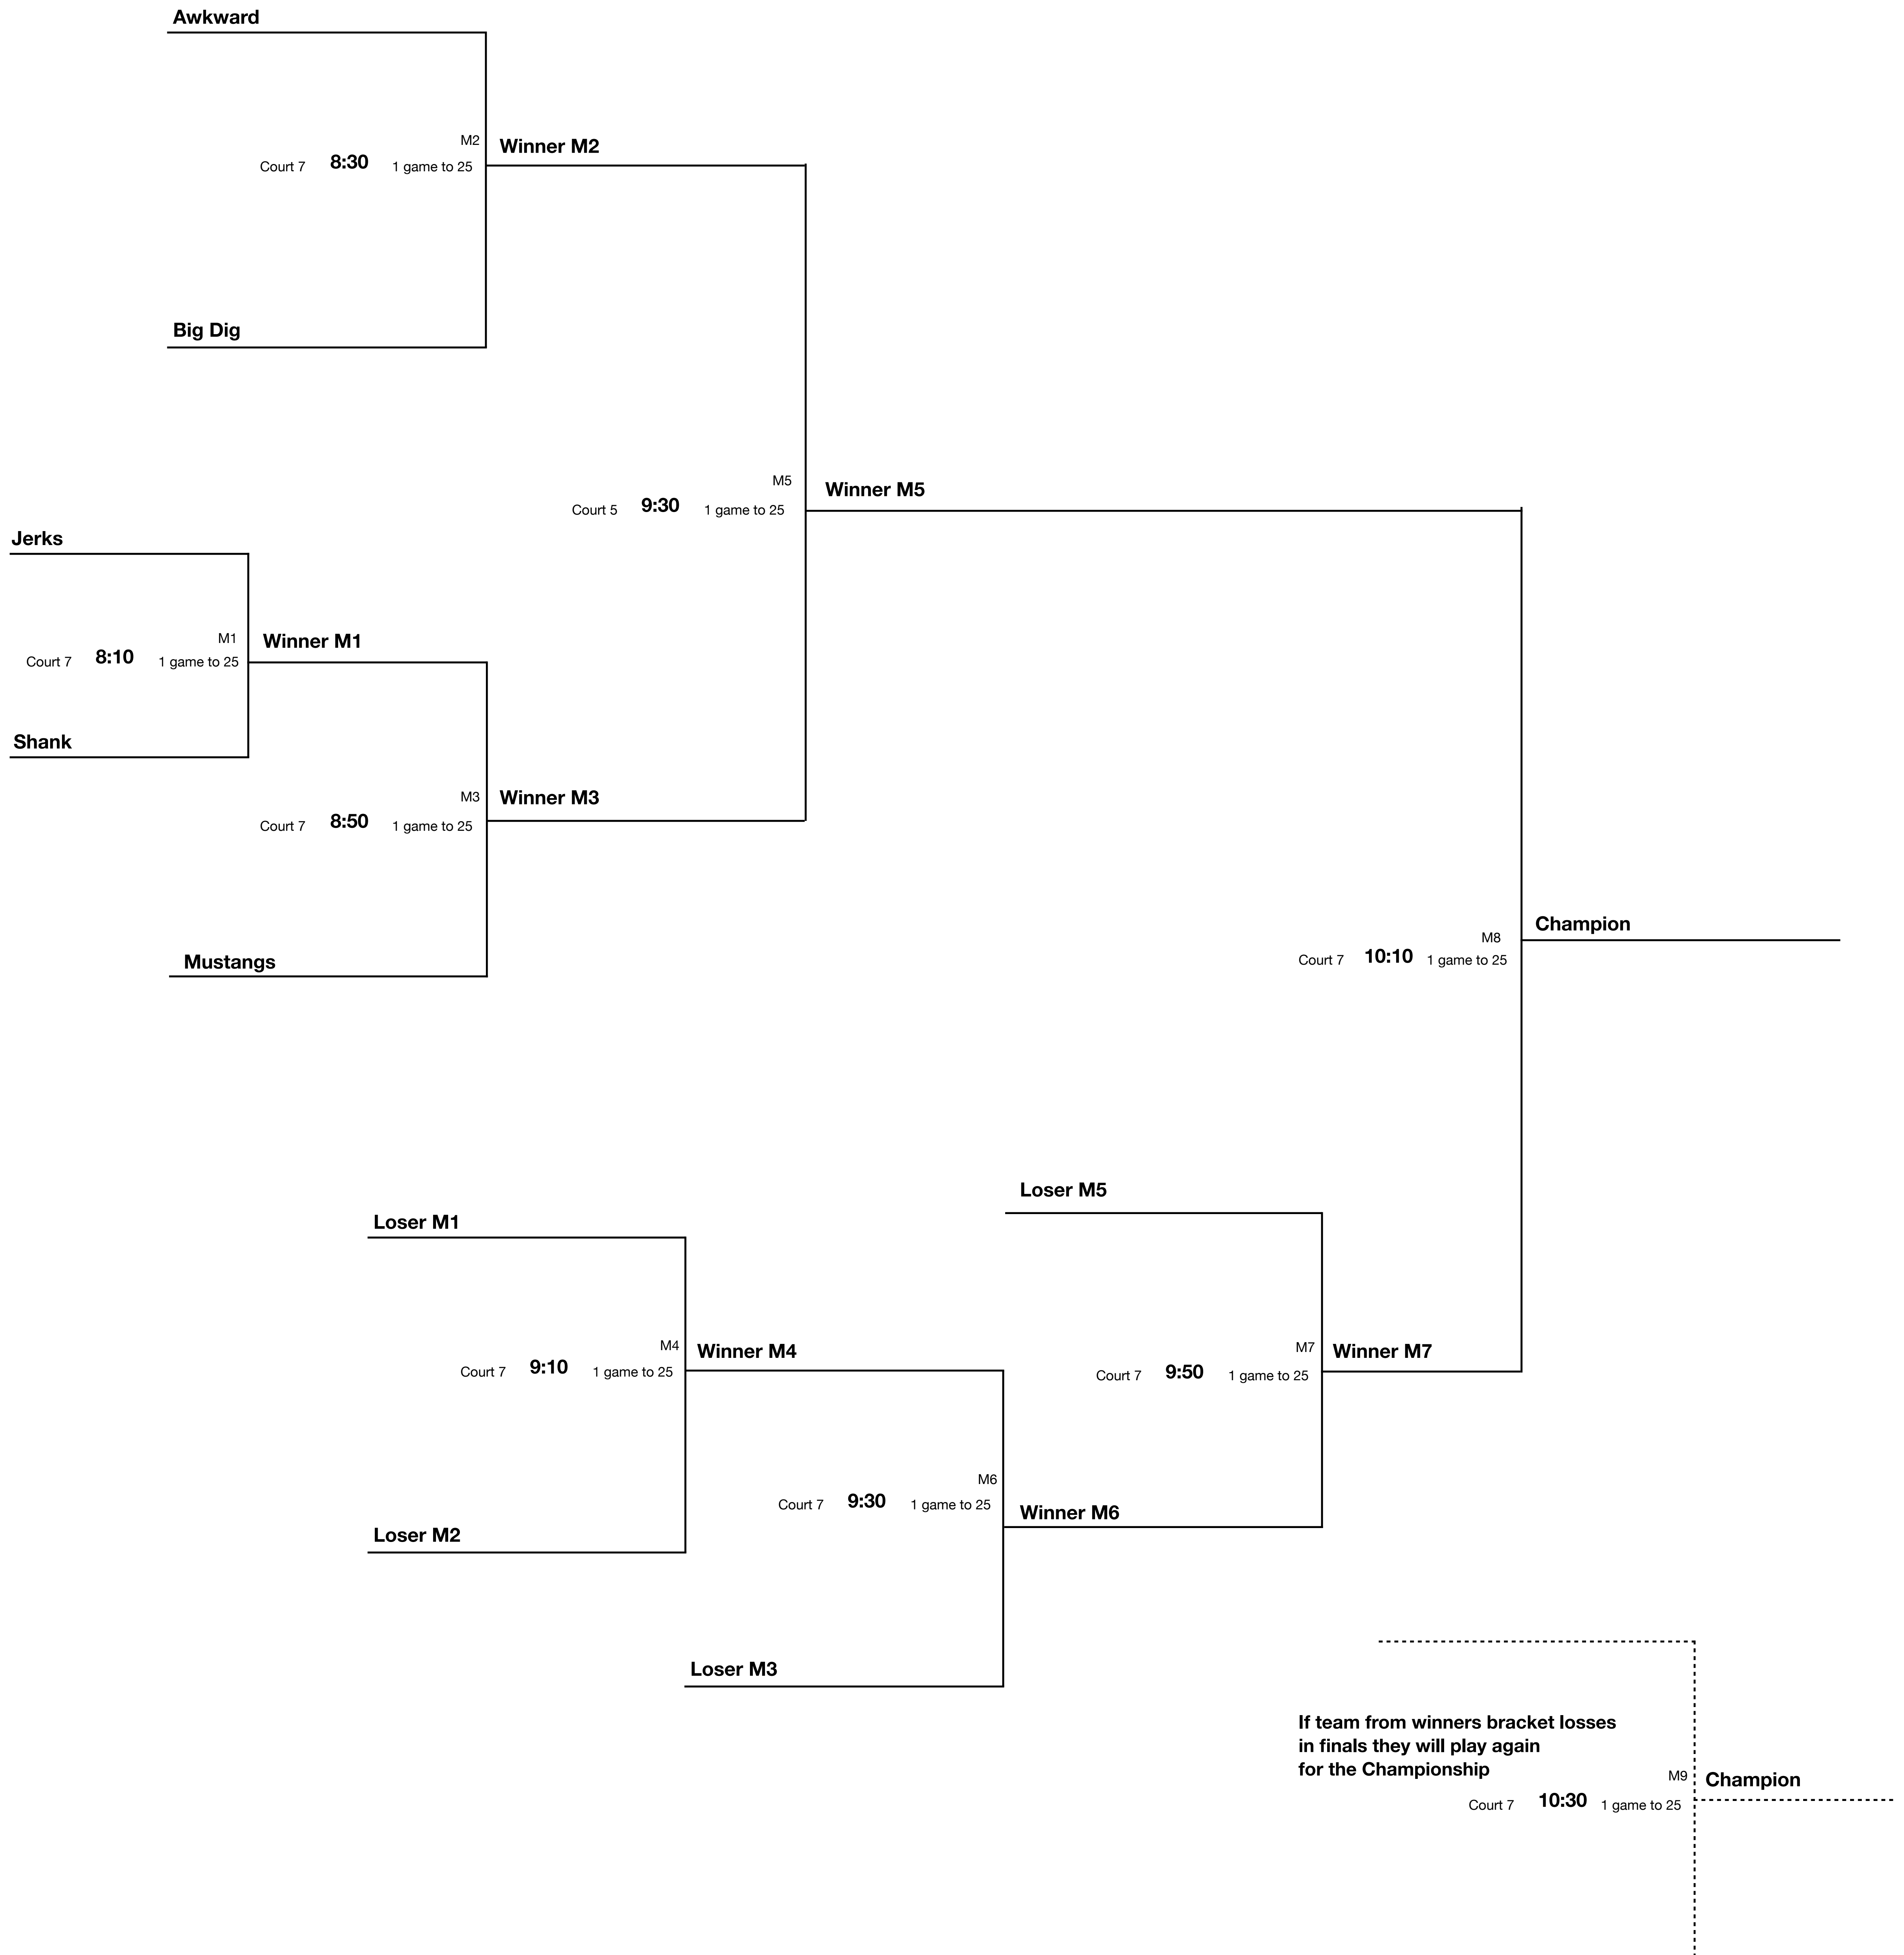 Awkward
M2
Winner M2
Court 7 8:30 1 game to 25
Big Dig
M5
Winner M5
Court 5 9:30 1 game to 25
Jerks
M1
Winner M1
Court 7 8:10 1 game to 25
Shank
M3
Winner M3
Court 7 8:50 1 game to 25
Mustangs
Champion
M8
Court 7 10:10 1 game to 25
Loser M5
Loser M1
M4
Winner M4
Court 7 9:10 1 game to 25
M7
Winner M7
Court 7 9:50 1 game to 25
M6
Court 7 9:30 1 game to 25
Winner M6
Loser M2
Loser M3
If team from winners bracket losses
in finals they will play again
for the Championship
M9
Champion
Court 7 10:30 1 game to 25